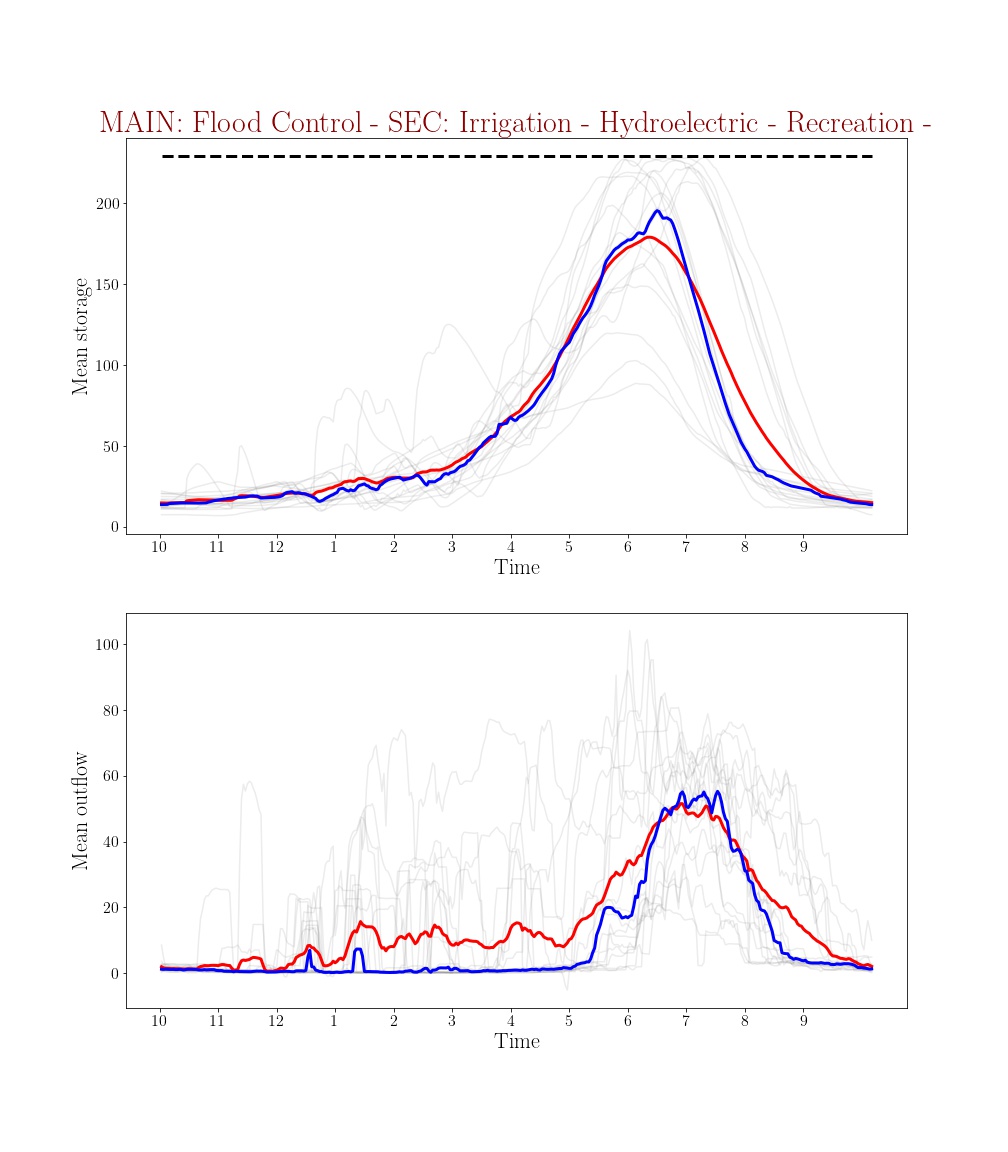 MAIN: Flood Control - SEC: Irrigation - Hydroelectric - Recreation -
Mean storage
200
150
100
50
0
10 11 12 1 2 3 4 5 6 7 8 9
Time
Mean outflow
100
80
60
40
20
0
10 11 12 1 2 3 4 5 6 7 8 9
Time